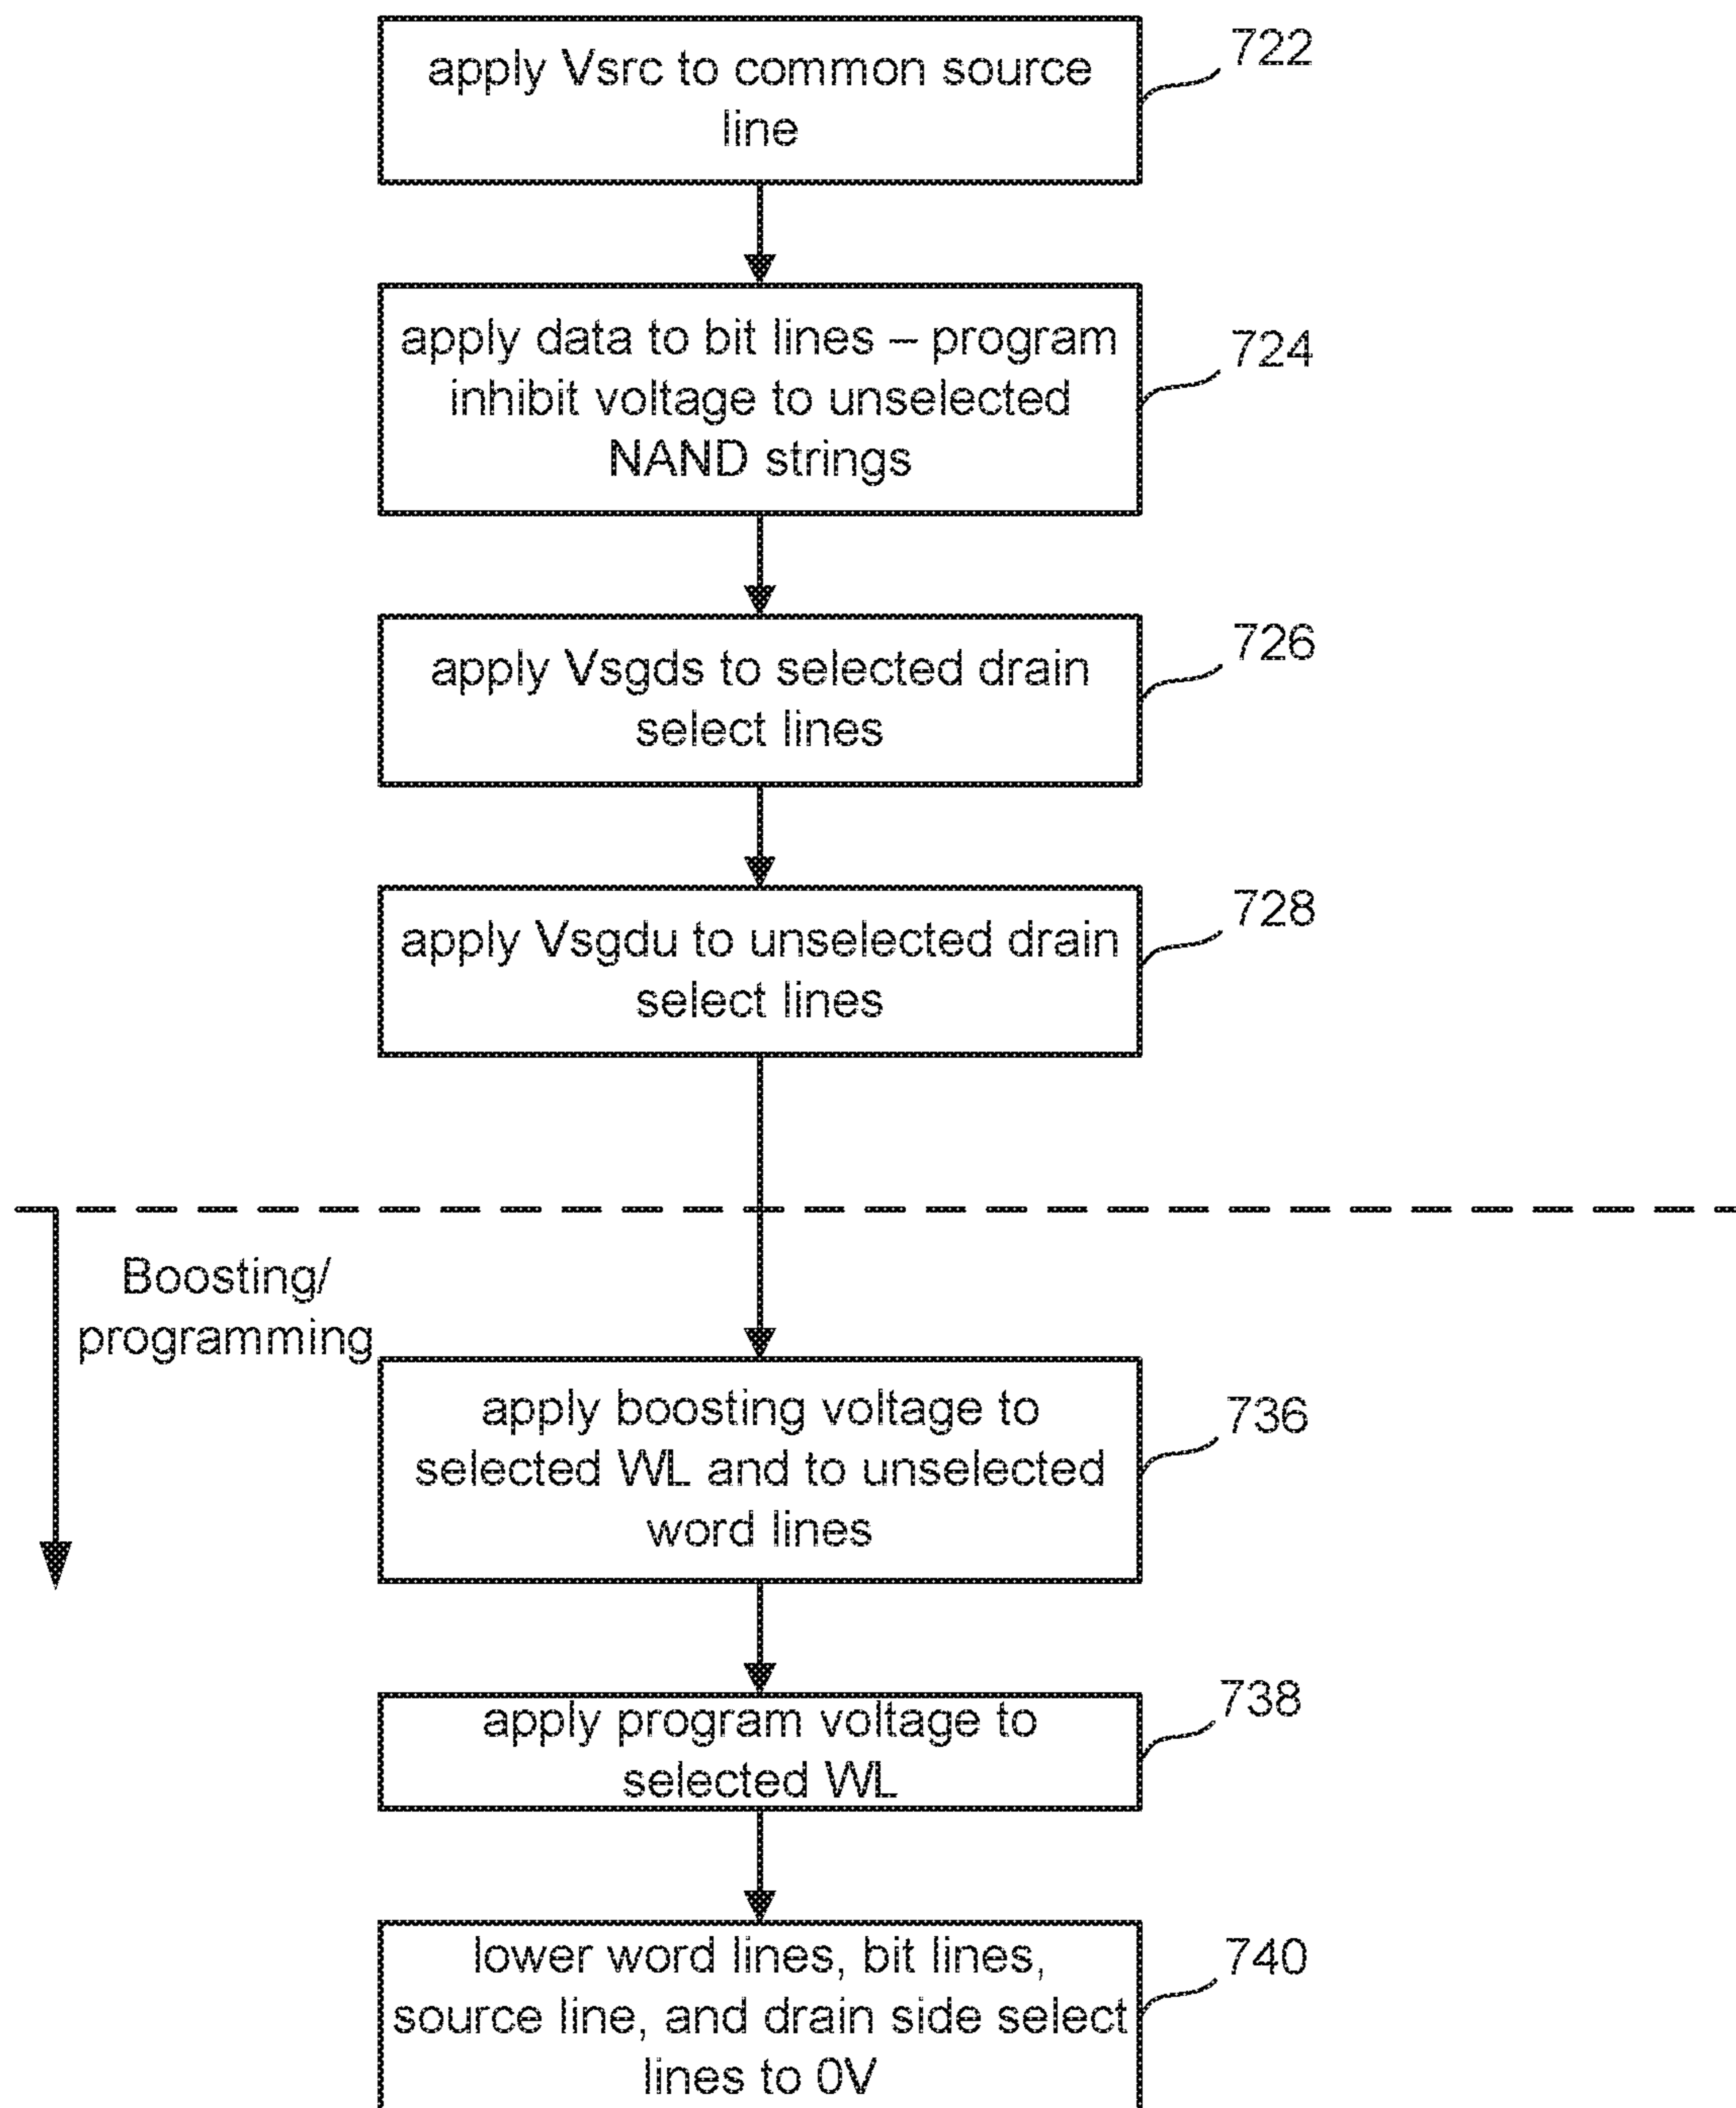 apply Vsrc to common source
line
722
apply data to bit lines – program
inhibit voltage to unselected
NAND strings
724
apply Vsgds to selected drain
select lines
726
apply Vsgdu to unselected drain
select lines
728
Boosting/
programming
apply boosting voltage to
selected WL and to unselected
word lines
736
apply program voltage to
selected WL
738
lower word lines, bit lines,
source line, and drain side select
lines to 0V
740